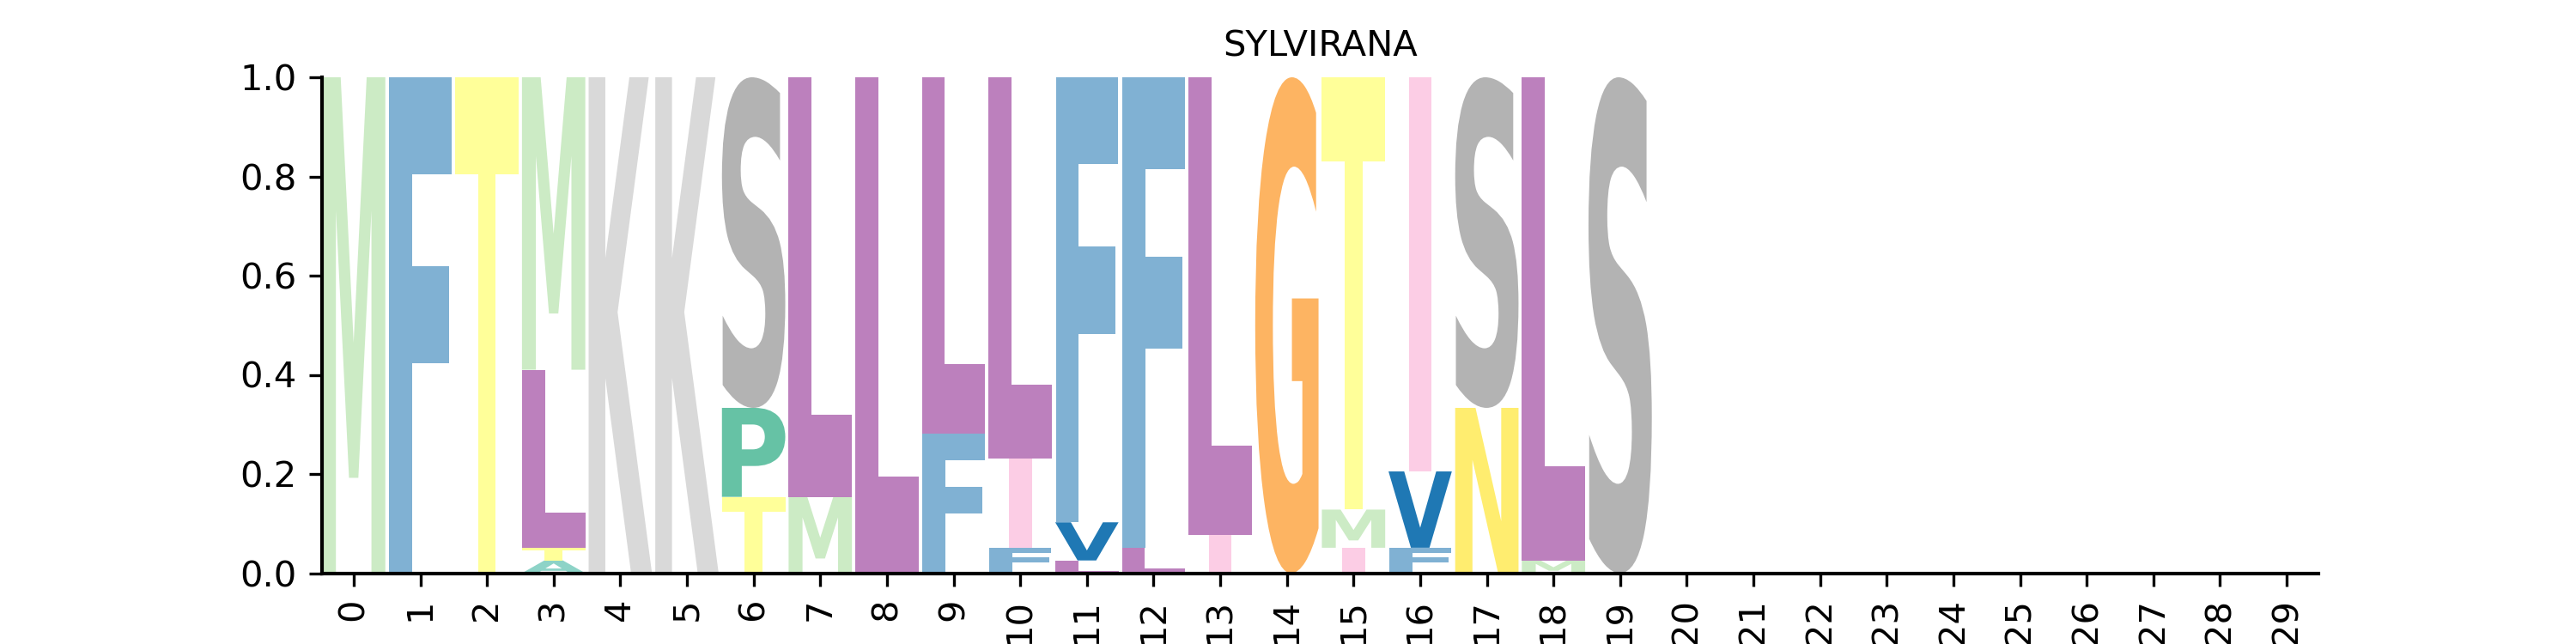 SYLVIRANA
1.0
0.8
0.6
0.4
0.2
0.0
M F T M K K S L L L L F F L G T I S L S
L P M F I V L I M V N M
T T F L I F
A
0 1 2 3 4 5 6 7 8 9 10 11 12 13 14 15 16 17 18 19 20 21 22 23 24 25 26 27 28 29